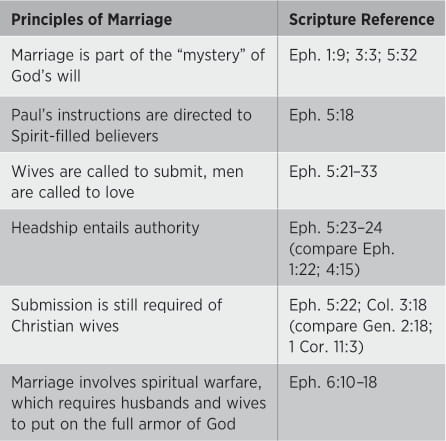 Principles of Marriage
Scripture Reference
Marriage is part of the “mystery” of
God’s will
Eph. 1:9; 3:3; 5:32
Paul’s instructions are directed to
Spirit-filled believers
Eph. 5:18
Wives are called to submit, men
are called to love
Eph. 5:21–33
Headship entails authority
Eph. 5:23–24
(compare Eph.
1:22; 4:15)
Submission is still required of
Christian wives
Eph. 5:22; Col. 3:18
(compare Gen. 2:18;
1 Cor. 11:3)
Marriage involves spiritual warfare,
which requires husbands and wives
to put on the full armor of God
Eph. 6:10–18